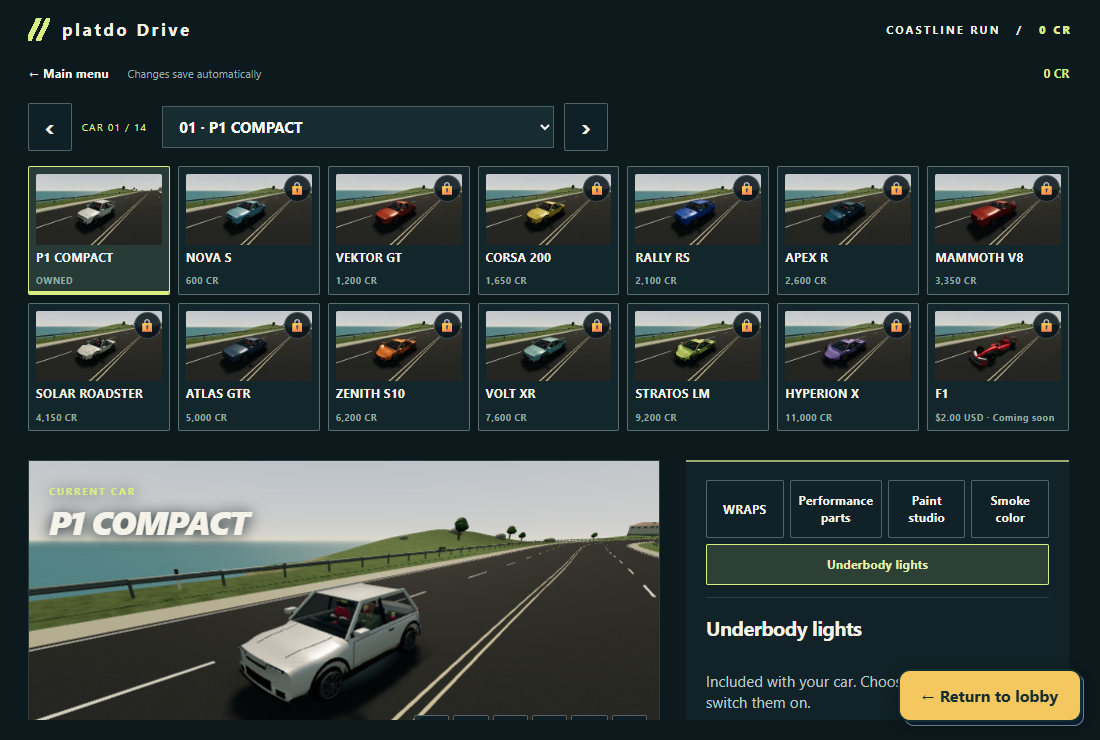 platdo Drive
COASTLINE RUN / 0 CR
← Main menu Changes save automatically 0 CR
CAR 01 / 14 01 · P1 COMPACT
P1 COMPACT
OWNED
NOVA S
600 CR
VEKTOR GT
1,200 CR
CORSA 200
1,650 CR
RALLY RS
2,100 CR
APEX R
2,600 CR
MAMMOTH V8
3,350 CR
SOLAR ROADSTER
4,150 CR
ATLAS GTR
5,000 CR
ZENITH S10
6,200 CR
VOLT XR
7,600 CR
STRATOS LM
9,200 CR
HYPERION X
11,000 CR
F1
$2.00 USD · Coming soon
CURRENT CAR
P1 COMPACT
WRAPS
Performance
parts
Paint
studio
Smoke
color
Underbody lights
Underbody lights
Included with your car.
switch them on.
← Return to lobby